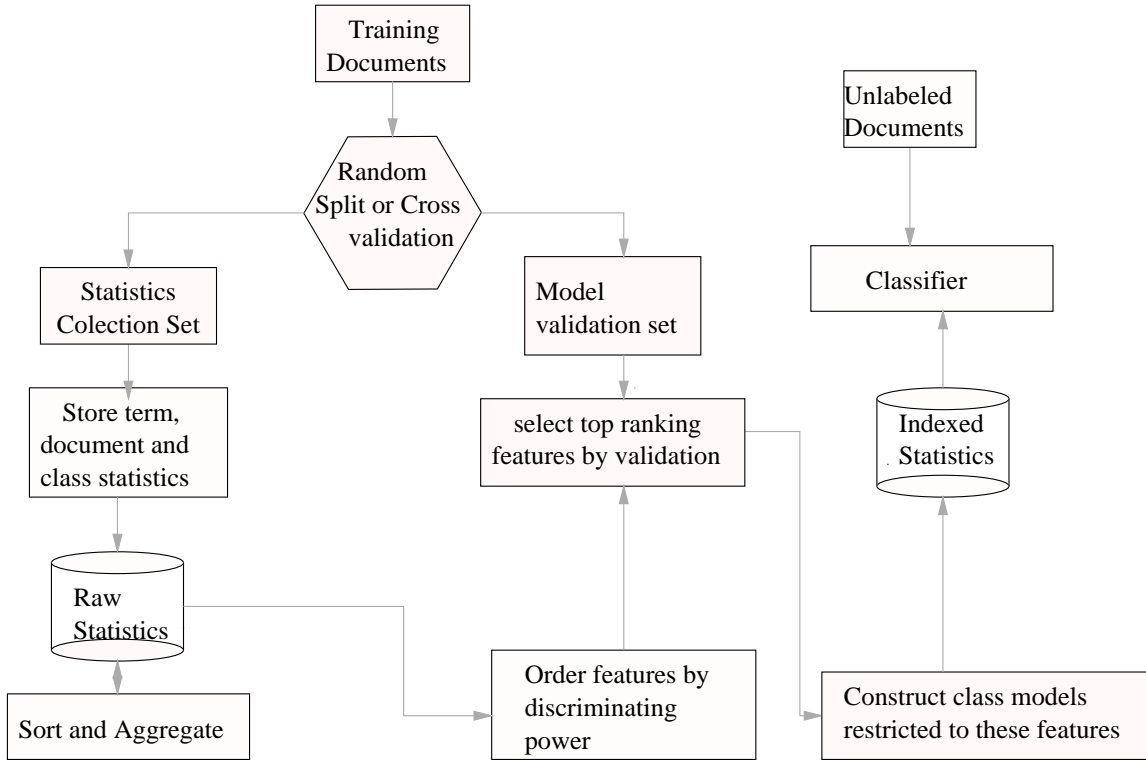 Training
Documents
Unlabeled
Documents
Random
Split or Cross
validation
Statistics
Colection Set
Model
validation set
Classifier
Store term,
document and
class statistics
select top ranking
features by validation
Indexed
Statistics
Raw
Statistics
Sort and Aggregate
Order features by
discriminating
power
Construct class models
restricted to these features